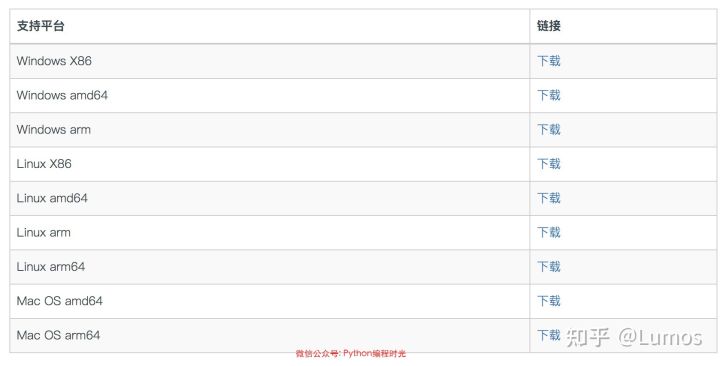 支持平台 链接
Windows X86 下载
Windows amd64 下载
Windows arm 下载
Linux X86 下载
Linux amd64 下载
Linux arm 下载
Linux arm64 下载
Mac OS amd64 下载
Mac OS arm64 下载
知乎 @Lumos
微信公众号: Python编程时光